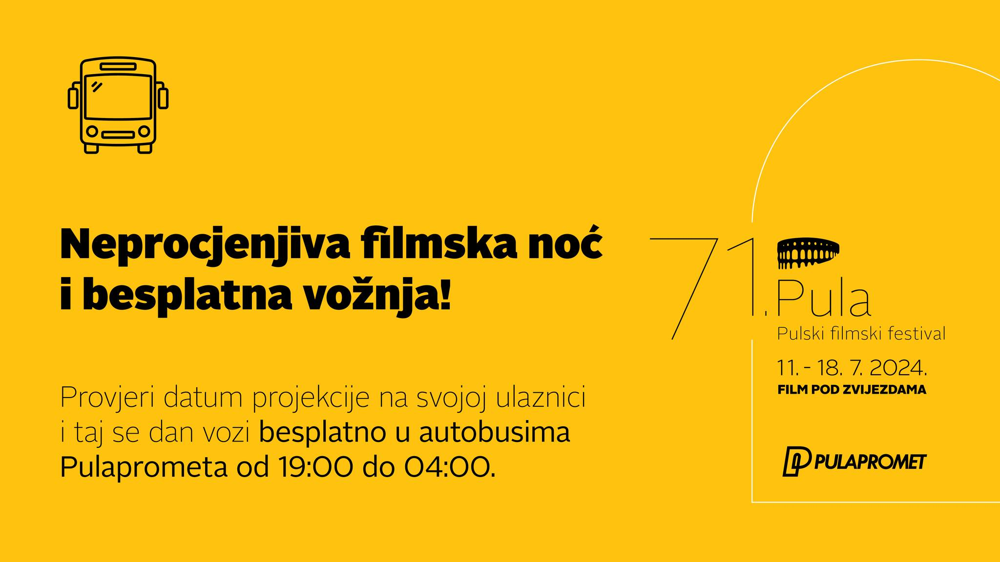 Neprocjenjiva filmska noć
i besplatna vožnja!
Provjeri datum projekcije na svojoj ulaznici
i taj se dan vozi besplatno u autobusima
Pulaprometa od 19:00 do 04:00.
71. Pula
Pulski filmski festival
11. - 18. 7. 2024.
FILM POD ZVIJEZDAMA
PULAPROMET